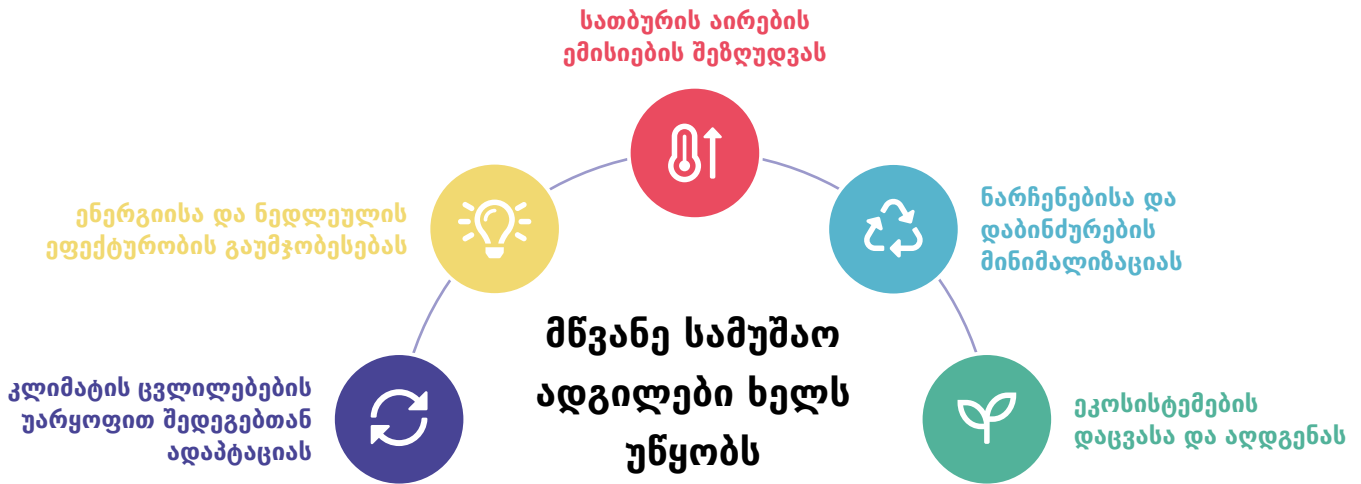 სათბურის აირების
ემისიების შეზღუდვას
ენერგიისა და ნედლეულის
ეფექტურობის გაუმჯობესებას
ნარჩენებისა და
დაბინძურების
მინიმალიზაციას
მწვანე სამუშაო
ადგილები ხელს
უწყობს
კლიმატის ცვლილებების
უარყოფით შედეგებთან
ადაპტაციას
ეკოსისტემების
დაცვასა და აღდგენას